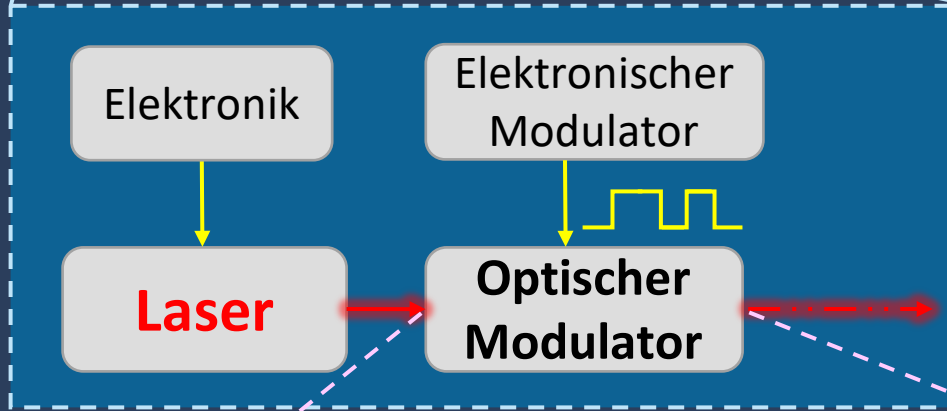 Elektronik
Elektronischer
Modulator
Laser
Optischer
Modulator